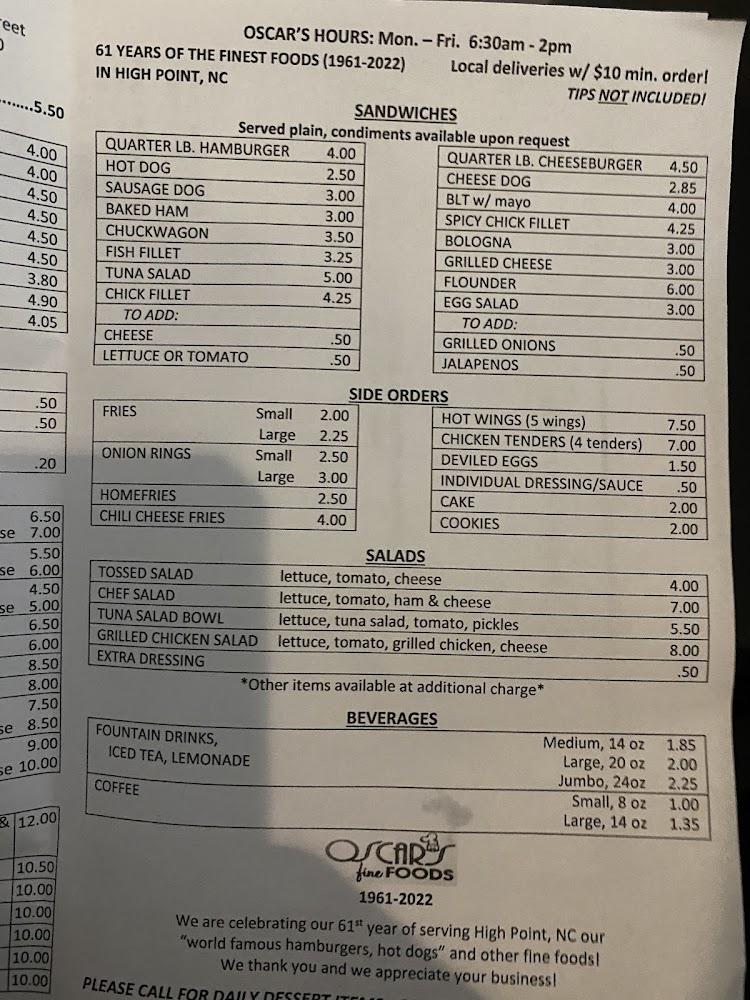 eet
0
........5.50
4.00
4.00
4.50
4.50
4.50
4.50
3.80
4.90
4.05
.50
.50
.20
6.50
se 7.00
5.50
se 6.00
4.50
se 5.00
6.50
6.00
8.50
8.00
7.50
se 8.50
9.00
se 10.00
& 12.00
10.50
10.00
10.00
10.00
10.00
10.00
OSCAR'S HOURS: Mon. – Fri. 6:30am - 2pm
61 YEARS OF THE FINEST FOODS (1961-2022) Local deliveries w/ $10 min. order!
IN HIGH POINT, NC TIPS NOT INCLUDED!
SANDWICHES
Served plain, condiments available upon request
QUARTER LB. HAMBURGER 4.00
HOT DOG 2.50
SAUSAGE DOG 3.00
BAKED HAM 3.00
CHUCKWAGON 3.50
FISH FILLET 3.25
TUNA SALAD 5.00
CHICK FILLET 4.25
TO ADD:
CHEESE .50
LETTUCE OR TOMATO .50
QUARTER LB. CHEESEBURGER 4.50
CHEESE DOG 2.85
BLT w/ mayo 4.00
SPICY CHICK FILLET 4.25
BOLOGNA 3.00
GRILLED CHEESE 3.00
FLOUNDER 6.00
EGG SALAD 3.00
TO ADD:
GRILLED ONIONS .50
JALAPENOS .50
SIDE ORDERS
FRIES Small 2.00
Large 2.25
ONION RINGS Small 2.50
Large 3.00
HOMEFRIES 2.50
CHILI CHEESE FRIES 4.00
HOT WINGS (5 wings) 7.50
CHICKEN TENDERS (4 tenders) 7.00
DEVILED EGGS 1.50
INDIVIDUAL DRESSING/SAUCE .50
CAKE 2.00
COOKIES 2.00
SALADS
TOSSED SALAD lettuce, tomato, cheese 4.00
CHEF SALAD lettuce, tomato, ham & cheese 7.00
TUNA SALAD BOWL lettuce, tuna salad, tomato, pickles 5.50
GRILLED CHICKEN SALAD lettuce, tomato, grilled chicken, cheese 8.00
EXTRA DRESSING .50
*Other items available at additional charge*
BEVERAGES
FOUNTAIN DRINKS, Medium, 14 oz 1.85
ICED TEA, LEMONADE Large, 20 oz 2.00
Jumbo, 24oz 2.25
COFFEE Small, 8 oz 1.00
Large, 14 oz 1.35
OSCAR'S
fine FOODS
1961-2022
We are celebrating our 61st year of serving High Point, NC our
"world famous hamburgers, hot dogs" and other fine foods!
We thank you and we appreciate your business!
PLEASE CALL FOR DAILY DESSERT